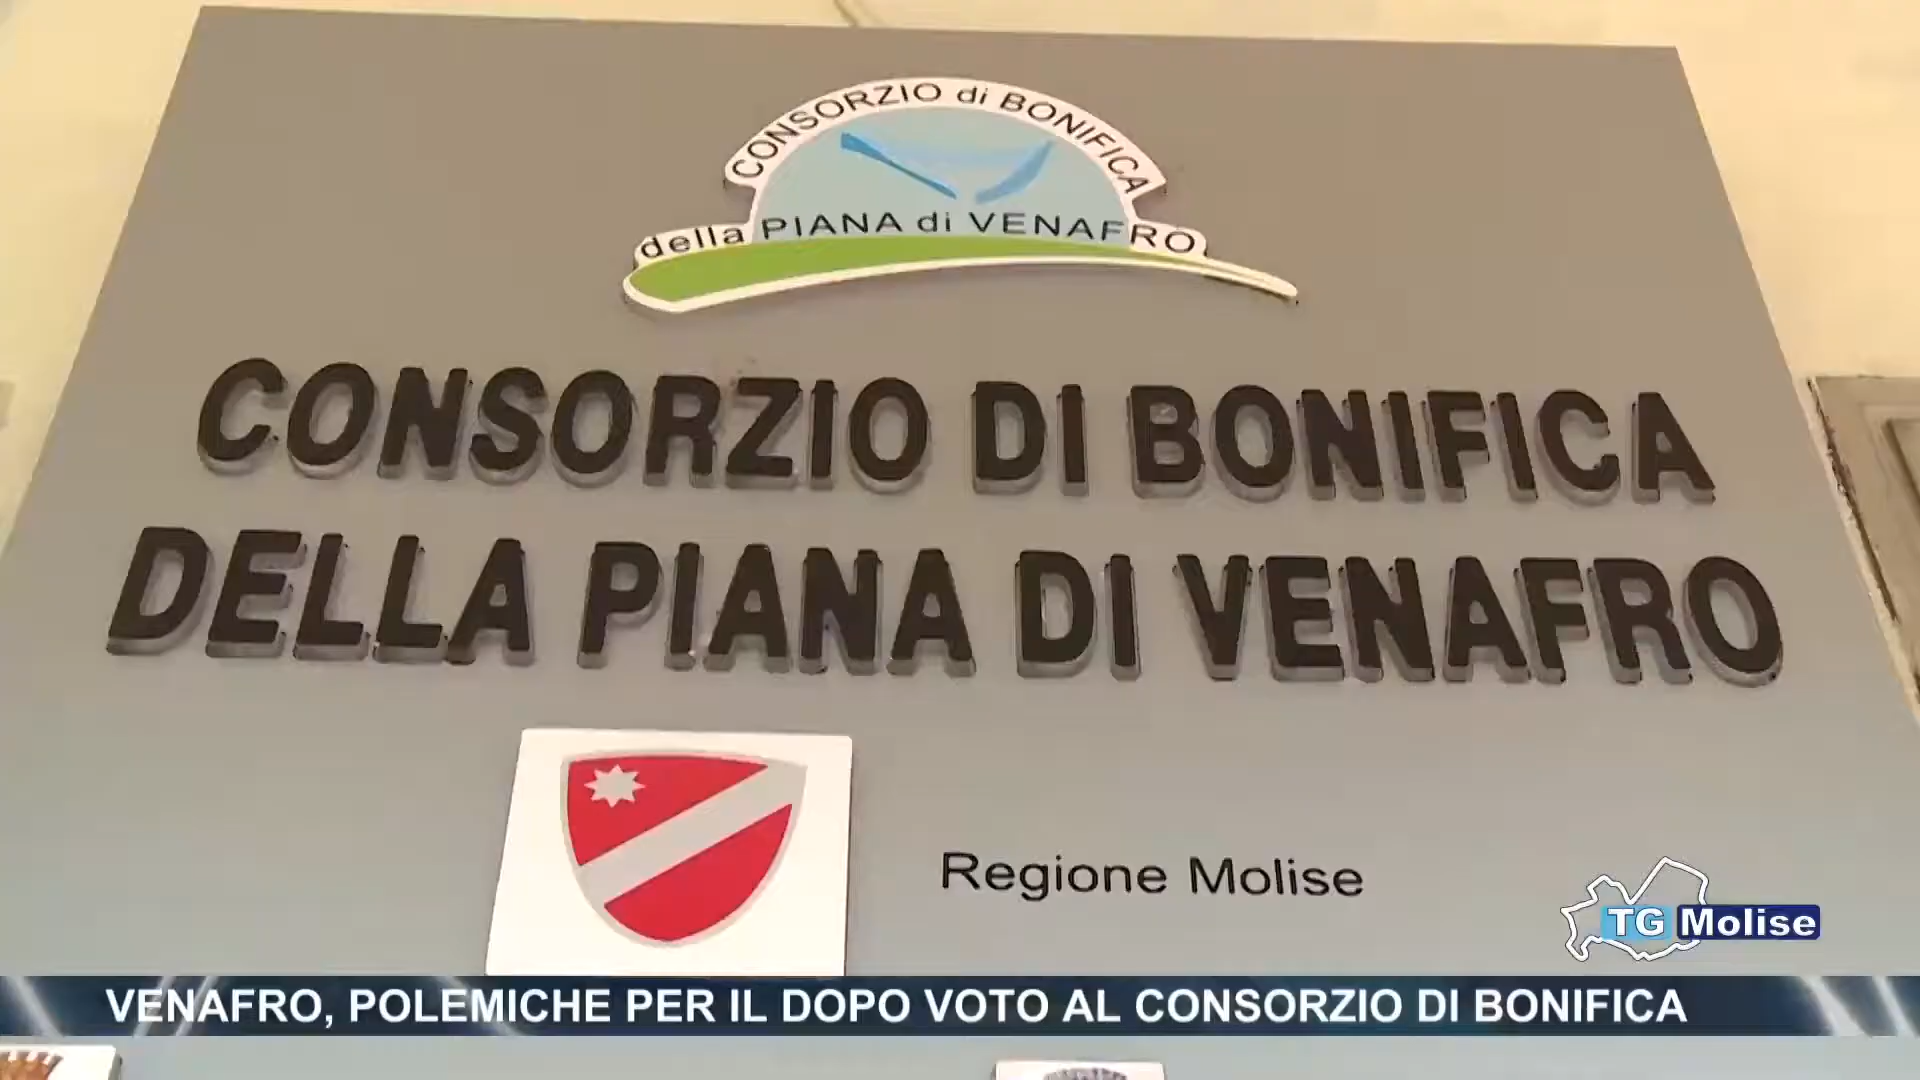 CONSORZIO di BONIFICA
della PIANA di VENAFRO
CONSORZIO DI BONIFICA
DELLA PIANA DI VENAFRO
Regione Molise
TG Molise
VENAFRO, POLEMICHE PER IL DOPO VOTO AL CONSORZIO DI BONIFICA